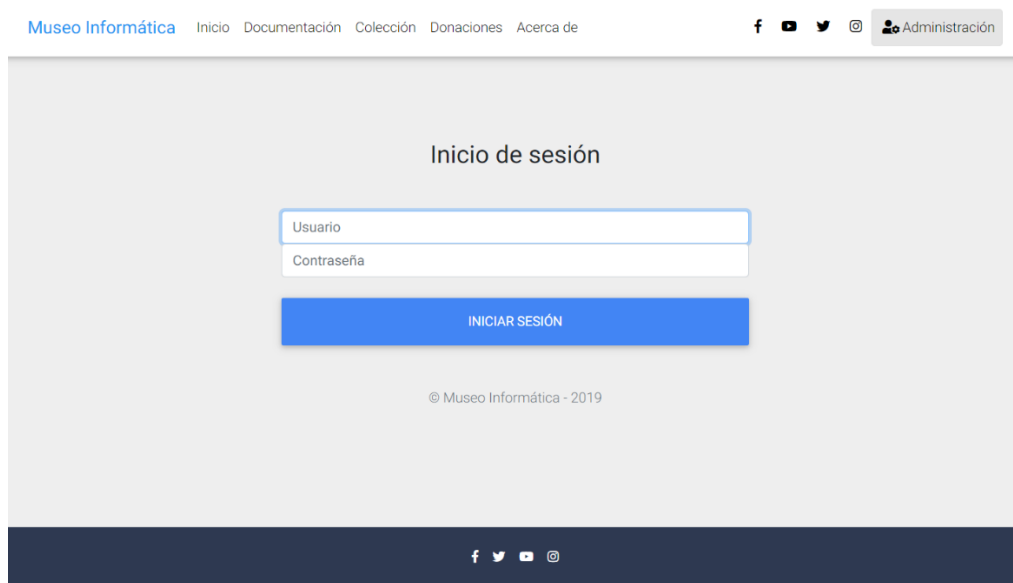 Museo Informática Inicio Documentación Colección Donaciones Acerca de Administración
Inicio de sesión
Usuario
Contraseña
INICIAR SESIÓN
© Museo Informática - 2019